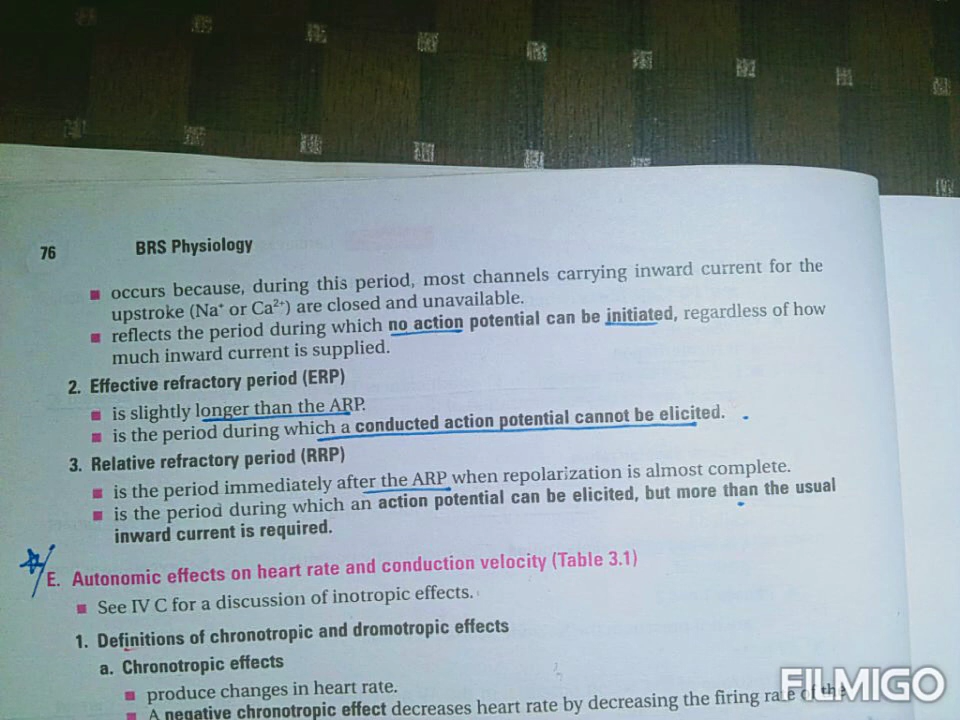 76 BRS Physiology
■ occurs because, during this period, most channels carrying inward current for the
upstroke (Na⁺ or Ca²⁺) are closed and unavailable.
■ reflects the period during which no action potential can be initiated, regardless of how
much inward current is supplied.
2. Effective refractory period (ERP)
■ is slightly longer than the ARP.
■ is the period during which a conducted action potential cannot be elicited.
3. Relative refractory period (RRP)
■ is the period immediately after the ARP when repolarization is almost complete.
■ is the period during which an action potential can be elicited, but more than the usual
inward current is required.
E. Autonomic effects on heart rate and conduction velocity (Table 3.1)
■ See IV C for a discussion of inotropic effects.
1. Definitions of chronotropic and dromotropic effects
a. Chronotropic effects
■ produce changes in heart rate.
■ A negative chronotropic effect decreases heart rate by decreasing the firing rate of the
FILMIGO